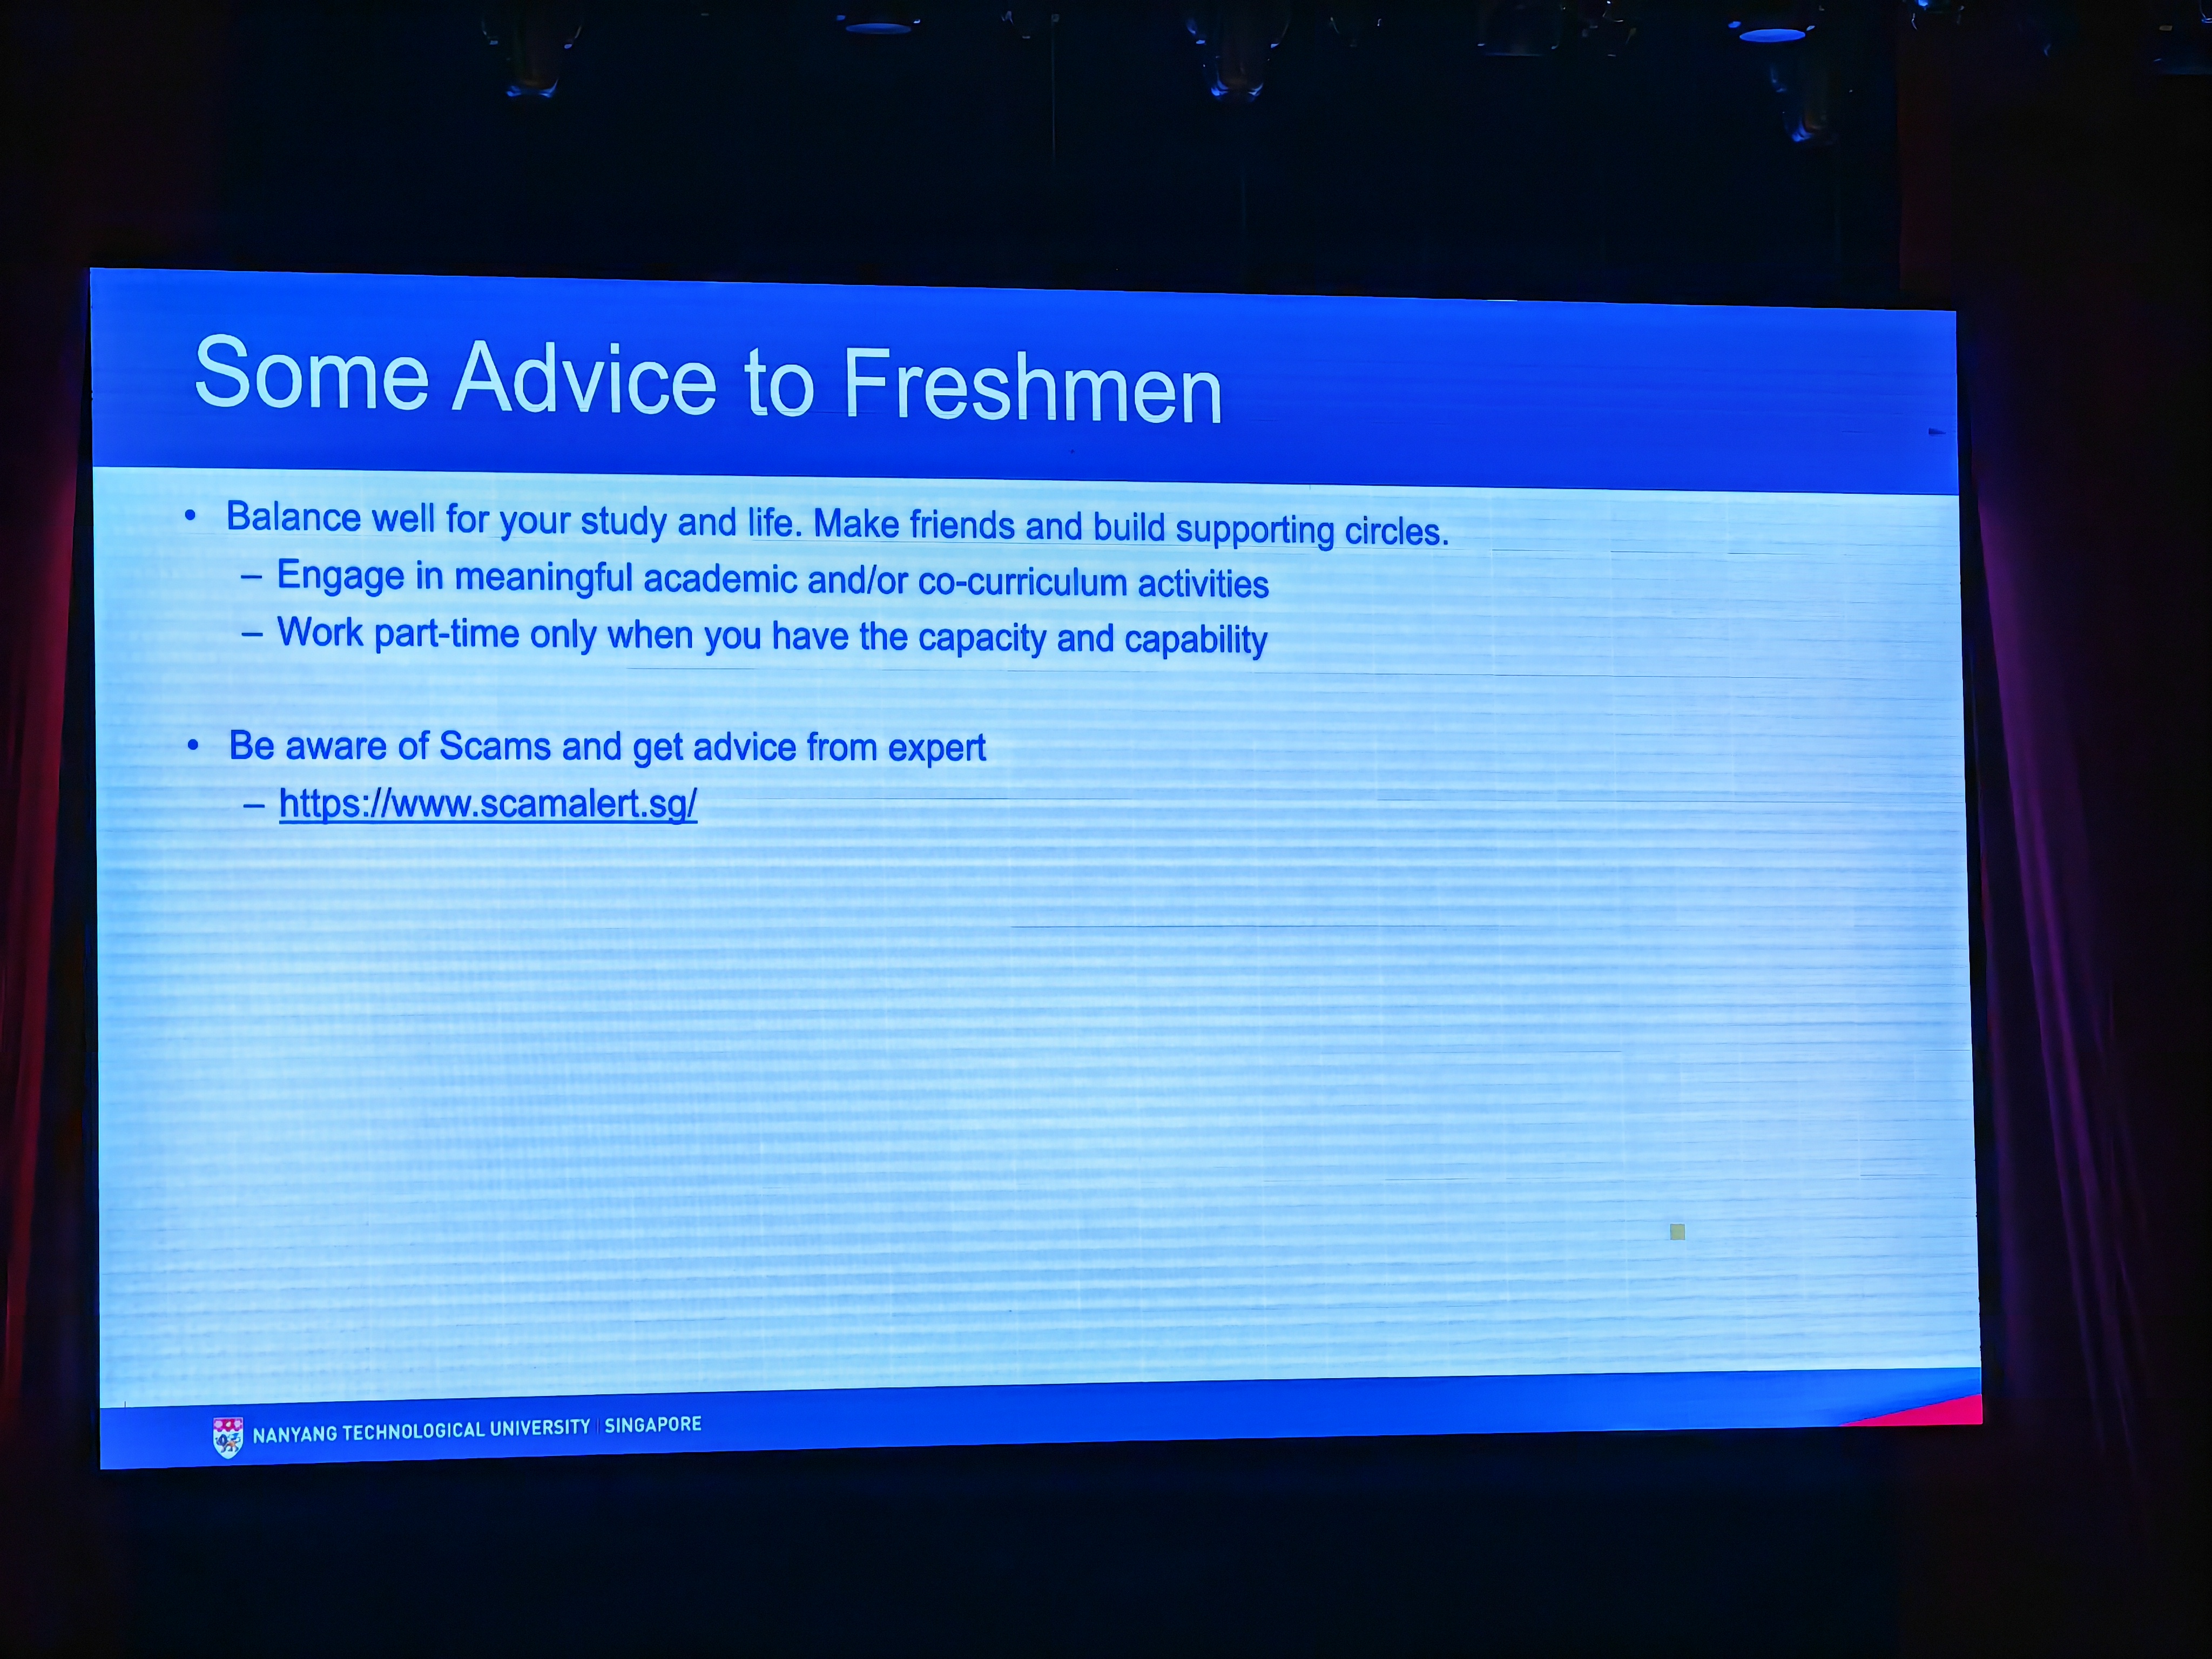 Some Advice to Freshmen
• Balance well for your study and life. Make friends and build supporting circles.
– Engage in meaningful academic and/or co-curriculum activities
– Work part-time only when you have the capacity and capability
• Be aware of Scams and get advice from expert
– https://www.scamalert.sg/
NANYANG TECHNOLOGICAL UNIVERSITY | SINGAPORE